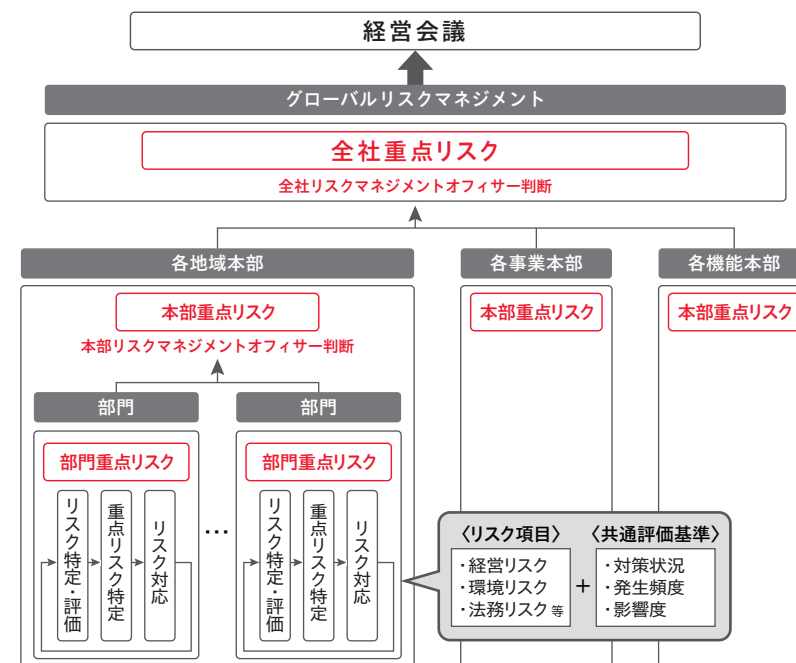 経営会議
グローバルリスクマネジメント
全社重点リスク
全社リスクマネジメントオフィサー判断
各地域本部
各事業本部
各機能本部
本部重点リスク
本部重点リスク
本部重点リスク
本部リスクマネジメントオフィサー判断
部門
部門
部門重点リスク
部門重点リスク
リスク特定・評価
重点リスク特定
リスク対応
…
リスク特定・評価
重点リスク特定
リスク対応
〈リスク項目〉
・経営リスク
・環境リスク
・法務リスク 等
+
〈共通評価基準〉
・対策状況
・発生頻度
・影響度